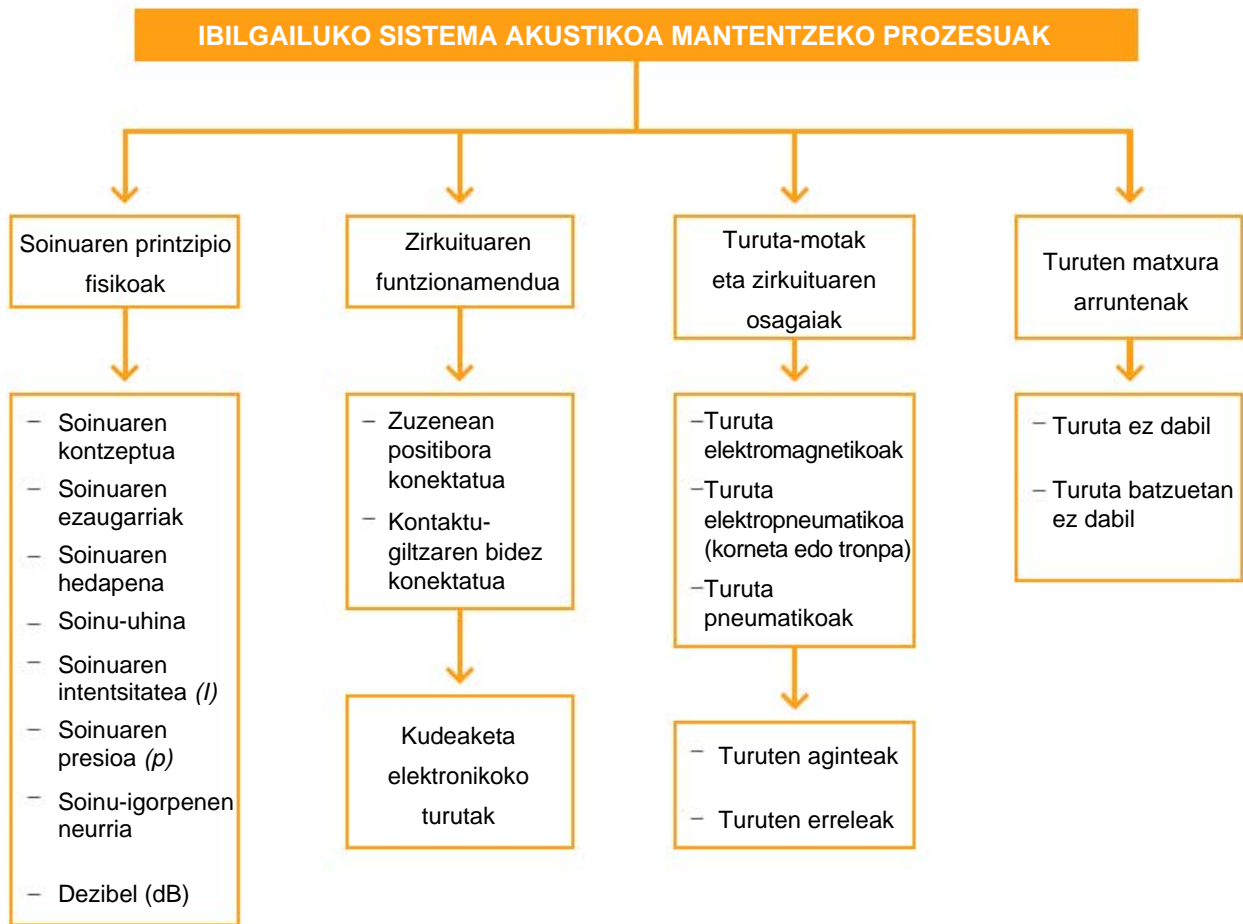 IBILGAILUKO SISTEMA AKUSTIKOA MANTENTZEKO PROZESUAK
Soinuaren printzipio
fisikoak
– Soinuaren
kontzeptua
– Soinuaren
ezaugarriak
– Soinuaren
hedapena
– Soinu-uhina
– Soinuaren
intentsitatea (I)
– Soinuaren
presioa (p)
– Soinu-igorpenen
neurria
– Dezibel (dB)
Zirkuituaren
funtzionamendua
– Zuzenean
positibora
konektatua
– Kontaktu-
giltzaren bidez
konektatua
Kudeaketa
elektronikoko
turutak
Turuta-motak
eta zirkuituaren
osagaiak
– Turuta
elektromagnetikoak
– Turuta
elektropneumatikoa
(korneta edo tronpa)
– Turuta
pneumatikoak
– Turuten aginteak
– Turuten erreleak
Turuten matxura
arruntenak
– Turuta ez dabil
– Turuta batzuetan
ez dabil